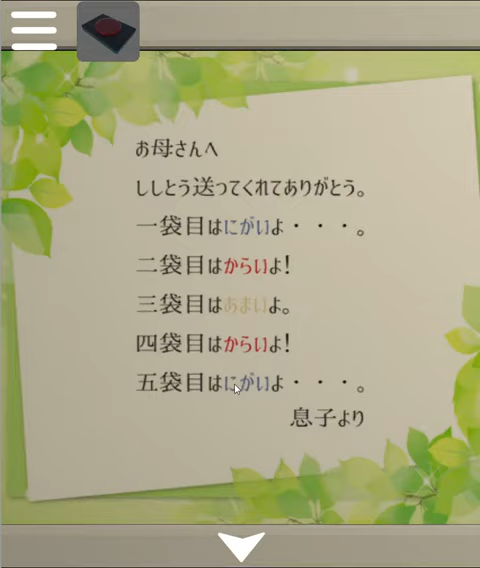 お母さんへ
ししとう送ってくれてありがとう。
一袋目はにがいよ・・・。
二袋目はからいよ!
三袋目はあまいよ。
四袋目はからいよ!
五袋目はにがいよ・・・。
息子より